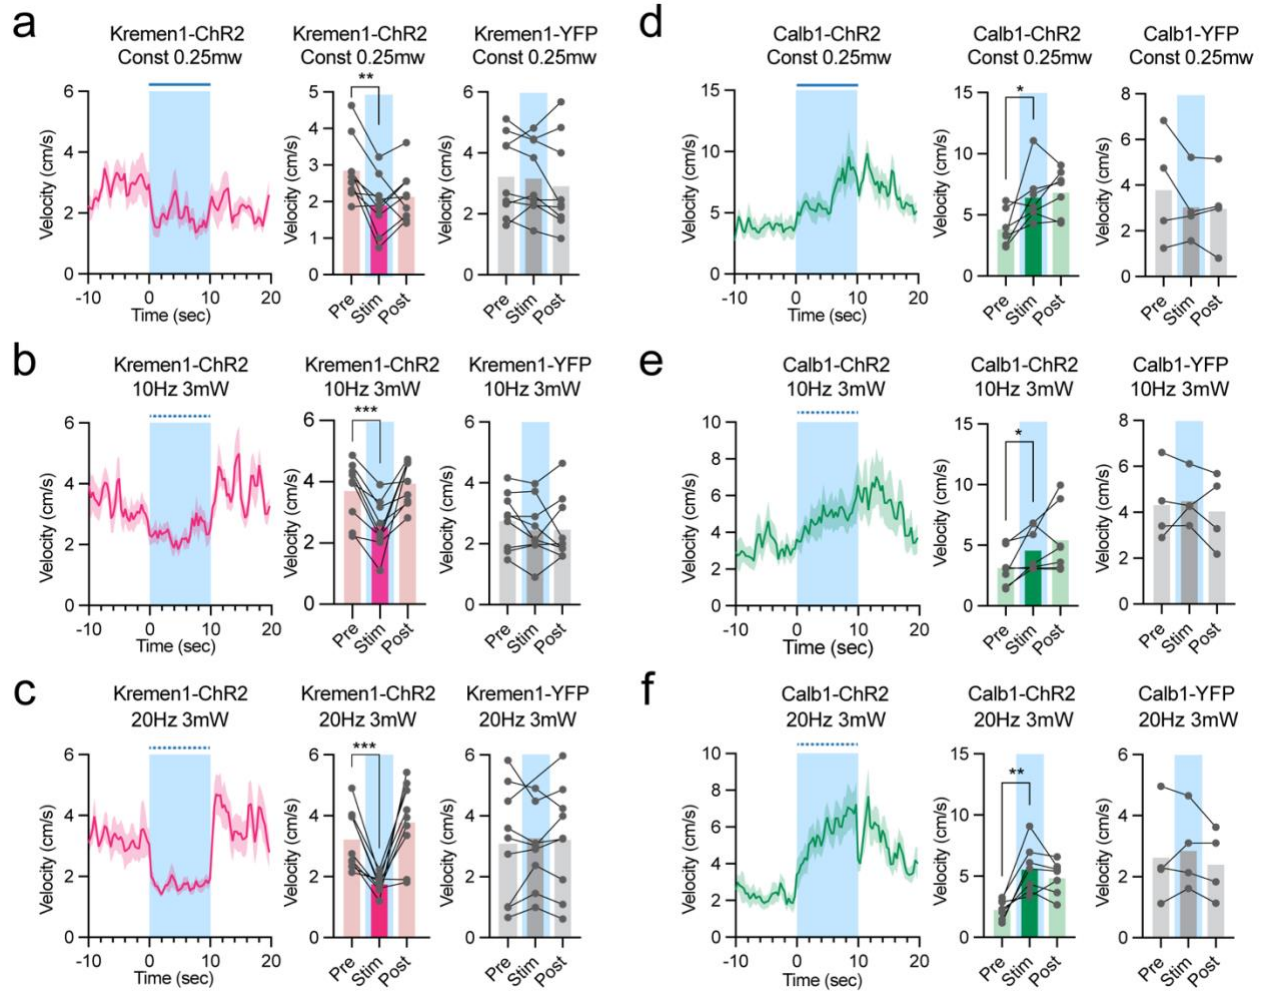 a
Kremen1-ChR2
Const 0.25mw
Velocity (cm/s)
6
4
2
0
-10
0
10
20
Time (sec)
Kremen1-ChR2
Const 0.25mw
**
Velocity (cm/s)
5
4
3
2
1
0
Pre
Stim
Post
Kremen1-YFP
Const 0.25mw
Velocity (cm/s)
6
4
2
0
Pre
Stim
Post
d
Calb1-ChR2
Const 0.25mw
Velocity (cm/s)
15
10
5
0
-10
0
10
20
Time (sec)
Calb1-ChR2
Const 0.25mw
*
Velocity (cm/s)
15
10
5
0
Pre
Stim
Post
Calb1-YFP
Const 0.25mw
Velocity (cm/s)
8
6
4
2
0
Pre
Stim
Post
b
Kremen1-ChR2
10Hz 3mW
Velocity (cm/s)
6
4
2
0
-10
0
10
20
Time (sec)
Kremen1-ChR2
10Hz 3mW
***
Velocity (cm/s)
6
4
2
0
Pre
Stim
Post
Kremen1-YFP
10Hz 3mW
Velocity (cm/s)
6
4
2
0
Pre
Stim
Post
e
Calb1-ChR2
10Hz 3mW
Velocity (cm/s)
10
8
6
4
2
0
-10
0
10
20
Time (sec)
Calb1-ChR2
10Hz 3mW
*
Velocity (cm/s)
15
10
5
0
Pre
Stim
Post
Calb1-YFP
10Hz 3mW
Velocity (cm/s)
8
6
4
2
0
Pre
Stim
Post
c
Kremen1-ChR2
20Hz 3mW
Velocity (cm/s)
6
4
2
0
-10
0
10
20
Time (sec)
Kremen1-ChR2
20Hz 3mW
***
Velocity (cm/s)
6
4
2
0
Pre
Stim
Post
Kremen1-YFP
20Hz 3mW
Velocity (cm/s)
6
4
2
0
Pre
Stim
Post
f
Calb1-ChR2
20Hz 3mW
Velocity (cm/s)
10
8
6
4
2
0
-10
0
10
20
Time (sec)
Calb1-ChR2
20Hz 3mW
**
Velocity (cm/s)
15
10
5
0
Pre
Stim
Post
Calb1-YFP
20Hz 3mW
Velocity (cm/s)
6
4
2
0
Pre
Stim
Post